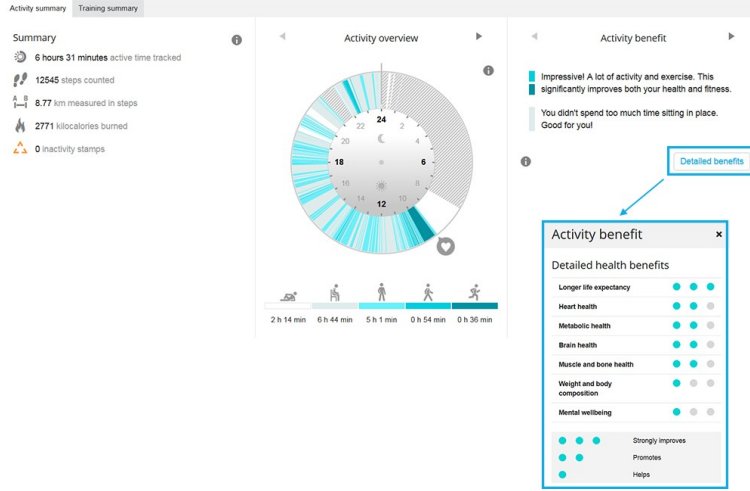 Activity summary
Training summary
Summary
6 hours 31 minutes active time tracked
12545 steps counted
A B
8.77 km measured in steps
2771 kilocalories burned
0 inactivity stamps
Activity overview
24
22
2
20
4
18
6
16
8
14
10
12
2 h 14 min
6 h 44 min
5 h 1 min
0 h 54 min
0 h 36 min
Activity benefit
Impressive! A lot of activity and exercise. This
significantly improves both your health and fitness.
You didn't spend too much time sitting in place.
Good for you!
Detailed benefits
Activity benefit
×
Detailed health benefits
Longer life expectancy
Heart health
Metabolic health
Brain health
Muscle and bone health
Weight and body
composition
Mental wellbeing
Strongly improves
Promotes
Helps